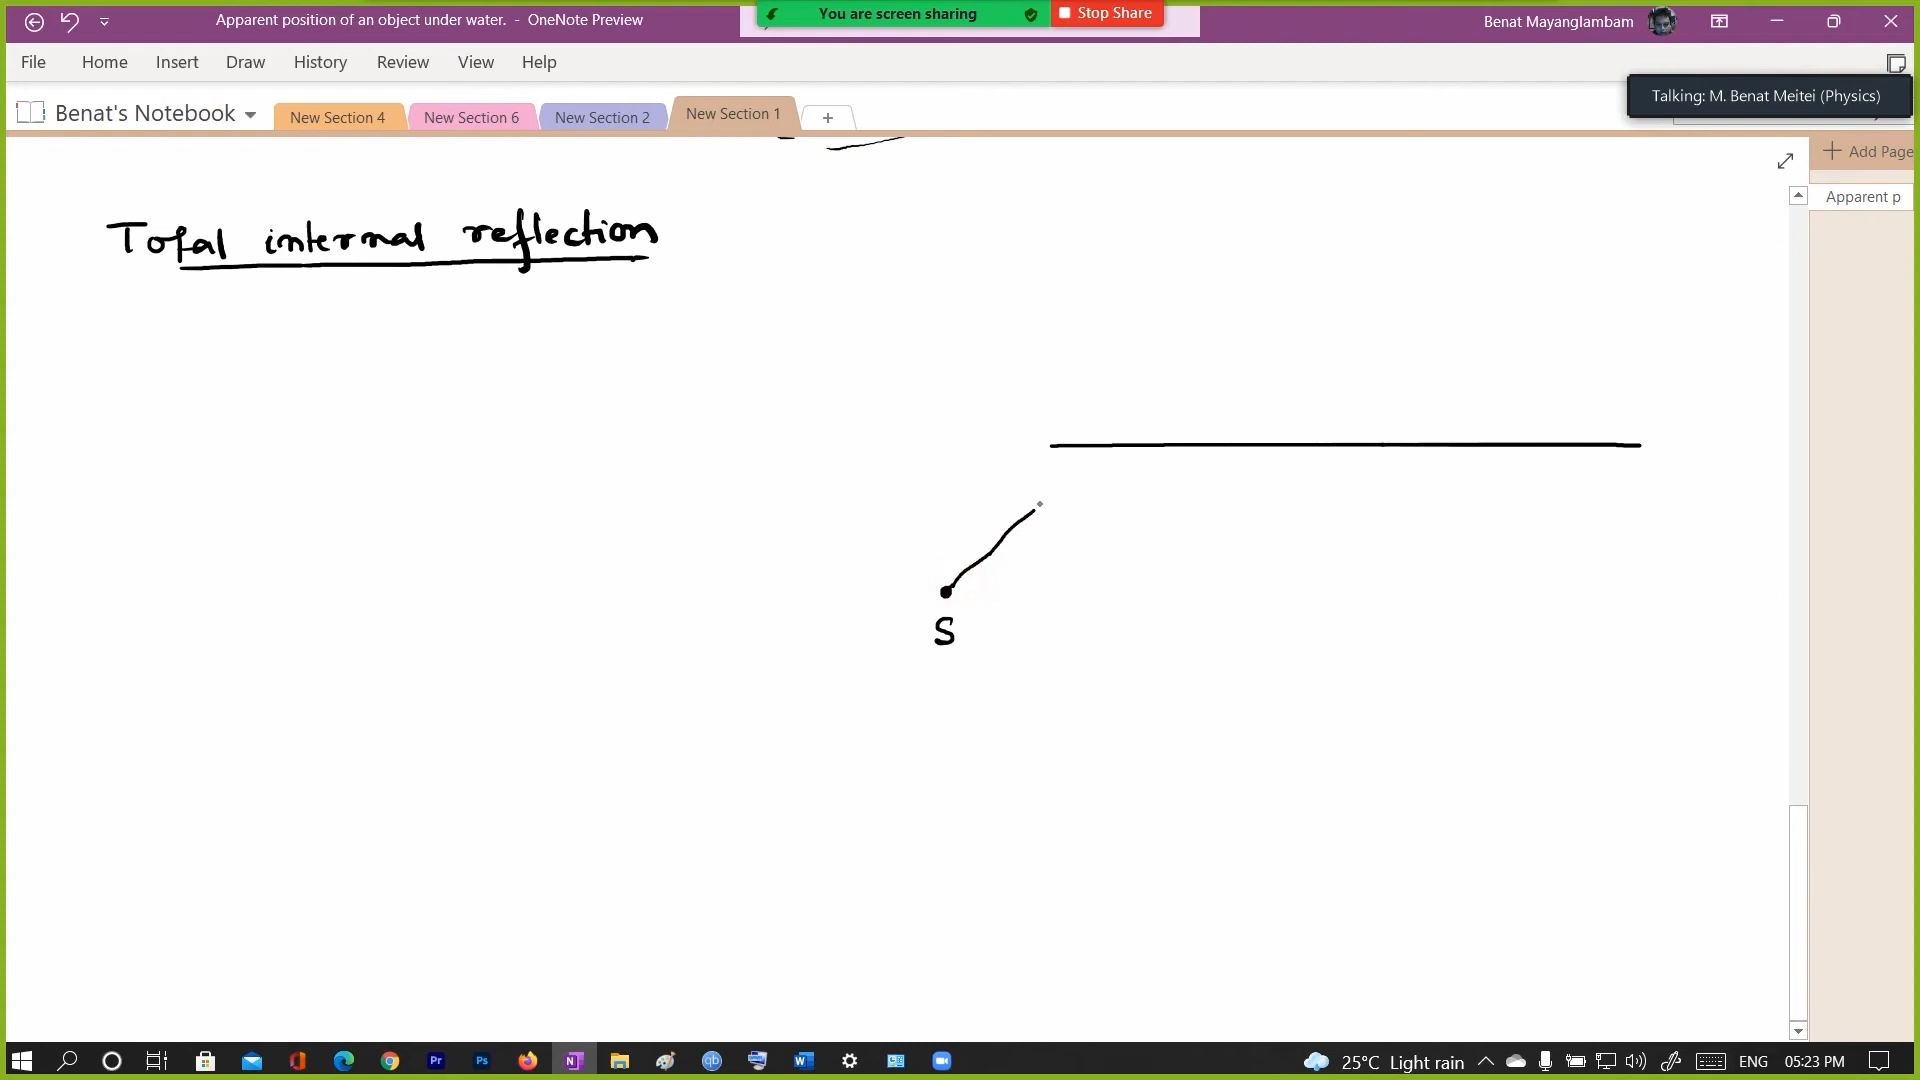 Apparent position of an object under water. - OneNote Preview
You are screen sharing
Stop Share
Benat Mayanglambam
File Home Insert Draw History Review View Help
Talking: M. Benat Meitei (Physics)
Benat's Notebook
New Section 4
New Section 6
New Section 2
New Section 1
+
Add Page
Apparent p
Total internal reflection
S
25°C Light rain
ENG
05:23 PM